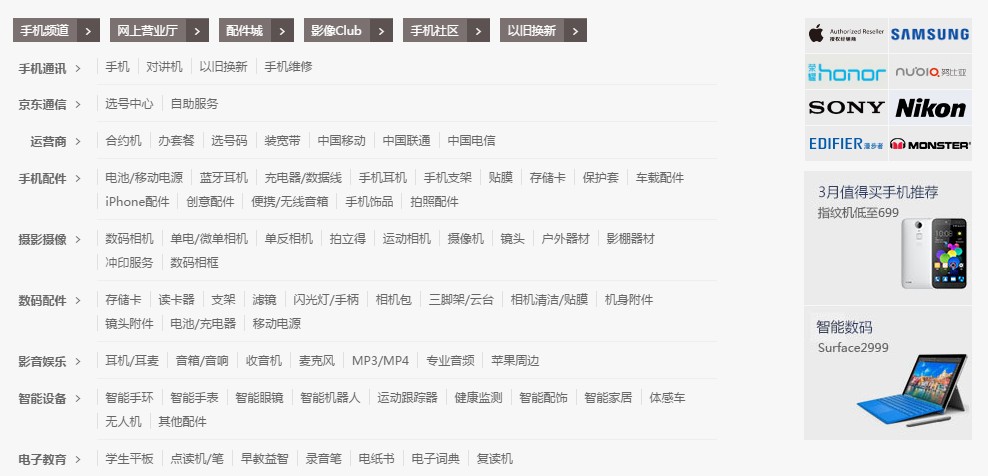 手机频道 > 网上营业厅 > 配件城 > 影像Club > 手机社区 > 以旧换新 >
手机通讯 > 手机 对讲机 以旧换新 手机维修
京东通信 > 选号中心 自助服务
运营商 > 合约机 办套餐 选号码 装宽带 中国移动 中国联通 中国电信
手机配件 > 电池/移动电源 蓝牙耳机 充电器/数据线 手机耳机 手机支架 贴膜 存储卡 保护套 车载配件
iPhone配件 创意配件 便携/无线音箱 手机饰品 拍照配件
摄影摄像 > 数码相机 单电/微单相机 单反相机 拍立得 运动相机 摄像机 镜头 户外器材 影棚器材
冲印服务 数码相框
数码配件 > 存储卡 读卡器 支架 滤镜 闪光灯/手柄 相机包 三脚架/云台 相机清洁/贴膜 机身附件
镜头附件 电池/充电器 移动电源
影音娱乐 > 耳机/耳麦 音箱/音响 收音机 麦克风 MP3/MP4 专业音频 苹果周边
智能设备 > 智能手环 智能手表 智能眼镜 智能机器人 运动跟踪器 健康监测 智能配饰 智能家居 体感车
无人机 其他配件
电子教育 > 学生平板 点读机/笔 早教益智 录音笔 电纸书 电子词典 复读机
Authorized Reseller
授权经销商
SAMSUNG
荣耀 honor
nubia 努比亚
SONY
Nikon
EDIFIER 漫步者
MONSTER
3月值得买手机推荐
指纹机低至699
智能数码
Surface2999